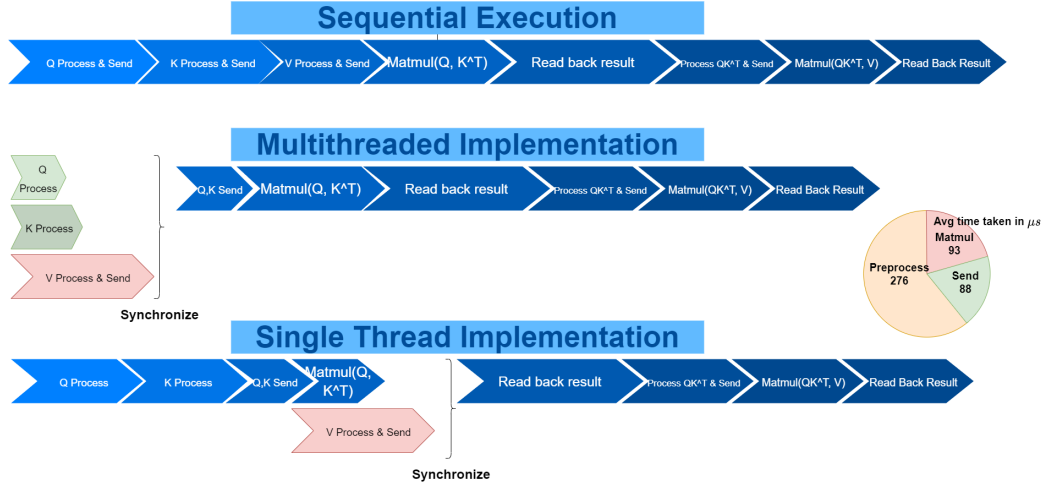 Sequential Execution
Q Process & Send
K Process & Send
V Process & Send
Matmul(Q, K^T)
Read back result
Process QK^T & Send
Matmul(QK^T, V)
Read Back Result
Multithreaded Implementation
Q
Process
K Process
V Process & Send
Synchronize
Q,K Send
Matmul(Q, K^T)
Read back result
Process QK^T & Send
Matmul(QK^T, V)
Read Back Result
Avg time taken in μs
Matmul
93
Preprocess
276
Send
88
Single Thread Implementation
Q Process
K Process
Q,K Send
Matmul(Q,
K^T)
V Process & Send
Synchronize
Read back result
Process QK^T & Send
Matmul(QK^T, V)
Read Back Result